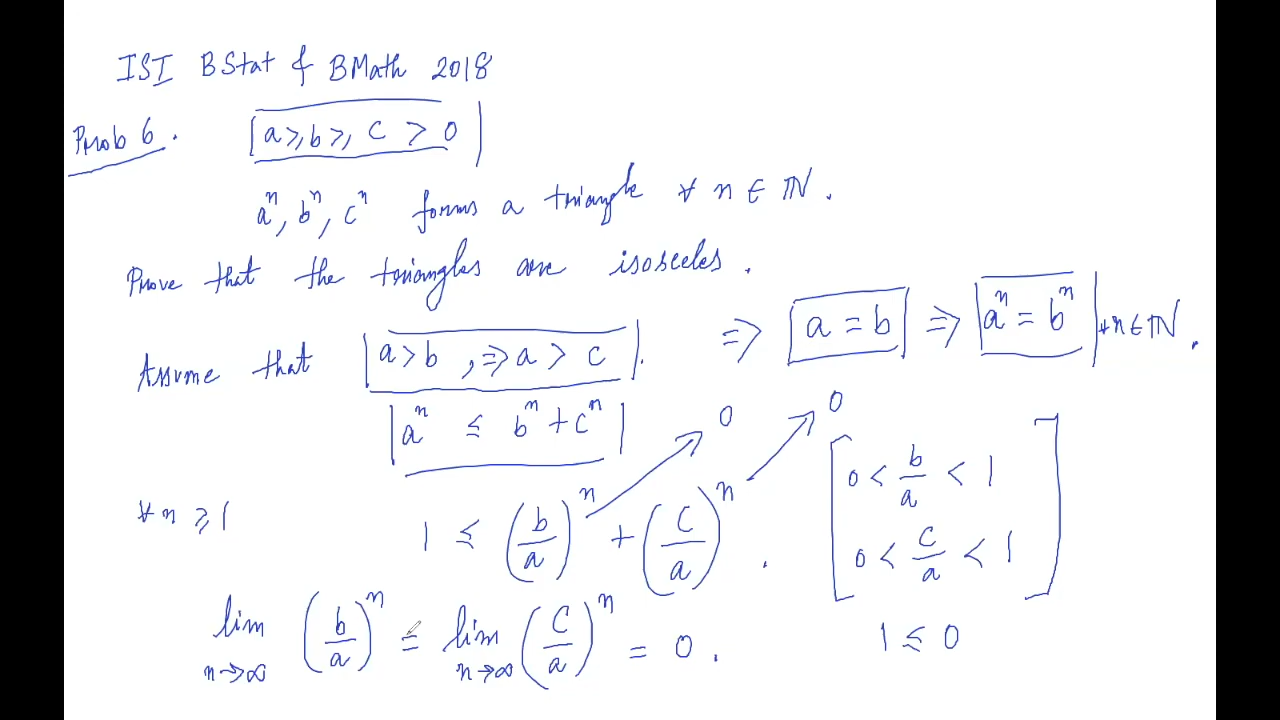 ISI BStat & BMath 2018
Prob 6. a ≥ b ≥ c > 0
aⁿ, bⁿ, cⁿ forms a triangle ∀ n ∈ ℕ.
Prove that the triangles are isosceles.
Assume that a > b, ⇒ a > c. ⇒ a = b ⇒ aⁿ = bⁿ ∀ n ∈ ℕ.
aⁿ ≤ bⁿ + cⁿ
0 0
∀ n ≥ 1 1 ≤ (b/a)ⁿ + (c/a)ⁿ.
0 < b/a < 1
0 < c/a < 1
lim n→∞ (b/a)ⁿ = lim n→∞ (c/a)ⁿ = 0. 1 ≤ 0